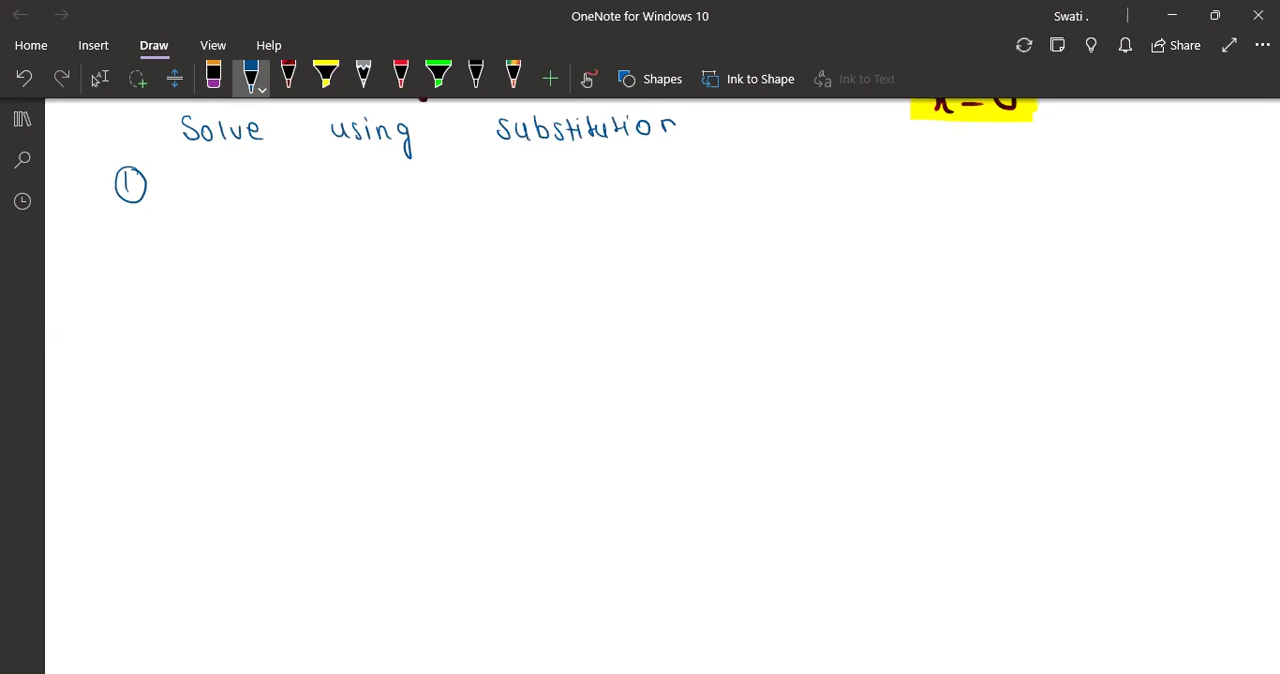 OneNote for Windows 10
Swati .
Home Insert Draw View Help
Share
Shapes Ink to Shape Ink to Text
Solve using substitution
①